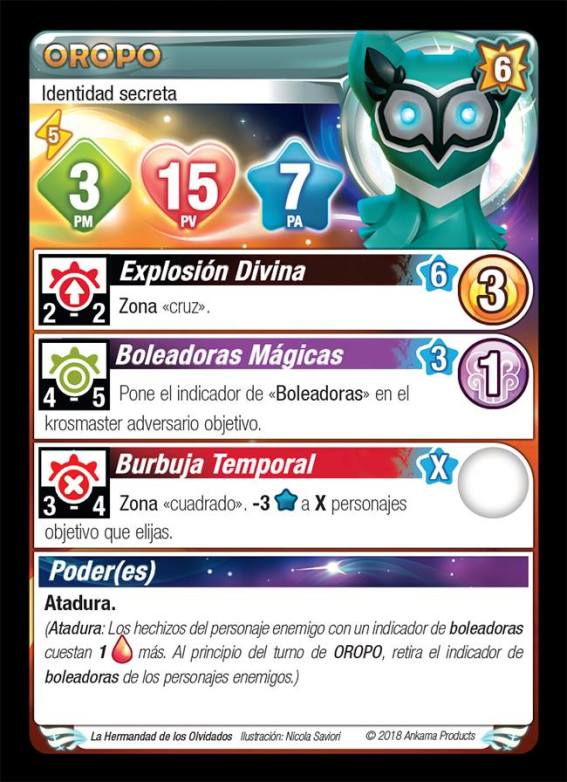 OROPO
6
Identidad secreta
5
3
PM
15
PV
7
PA
Explosión Divina
6
3
2 - 2
Zona «cruz».
Boleadoras Mágicas
3
1
4 - 5
Pone el indicador de «Boleadoras» en el
krosmaster adversario objetivo.
Burbuja Temporal
X
3 - 4
Zona «cuadrado». -3 a X personajes
objetivo que elijas.
Poder(es)
Atadura.
(Atadura: Los hechizos del personaje enemigo con un indicador de boleadoras
cuestan 1 más. Al principio del turno de OROPO, retira el indicador de
boleadoras de los personajes enemigos.)
La Hermandad de los Olvidados Ilustración: Nicola Saviori © 2018 Ankama Products